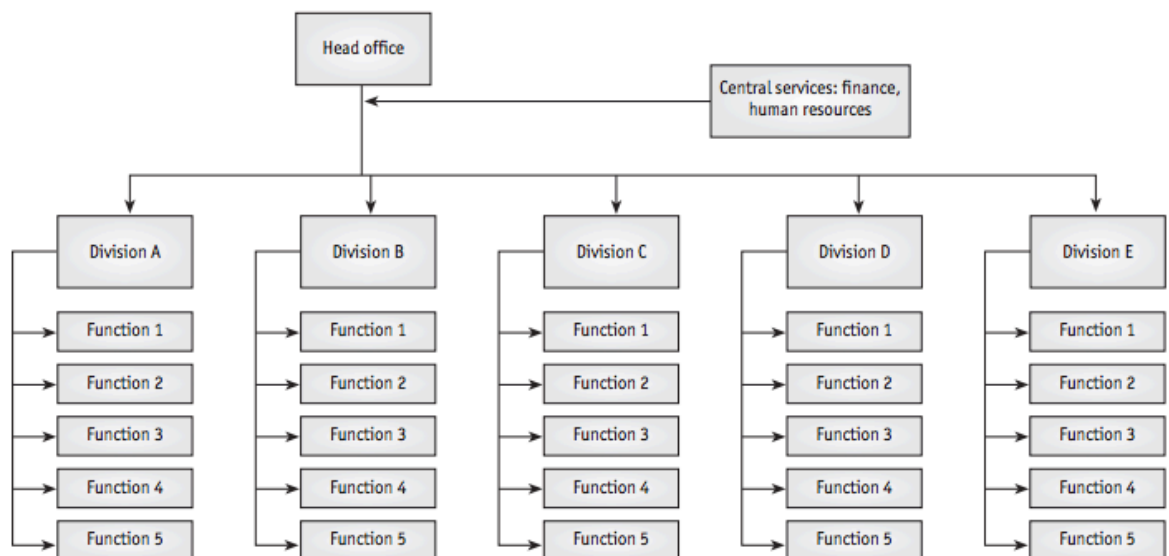 Head office
Central services: finance,
human resources
Division A
Division B
Division C
Division D
Division E
Function 1
Function 1
Function 1
Function 1
Function 1
Function 2
Function 2
Function 2
Function 2
Function 2
Function 3
Function 3
Function 3
Function 3
Function 3
Function 4
Function 4
Function 4
Function 4
Function 4
Function 5
Function 5
Function 5
Function 5
Function 5